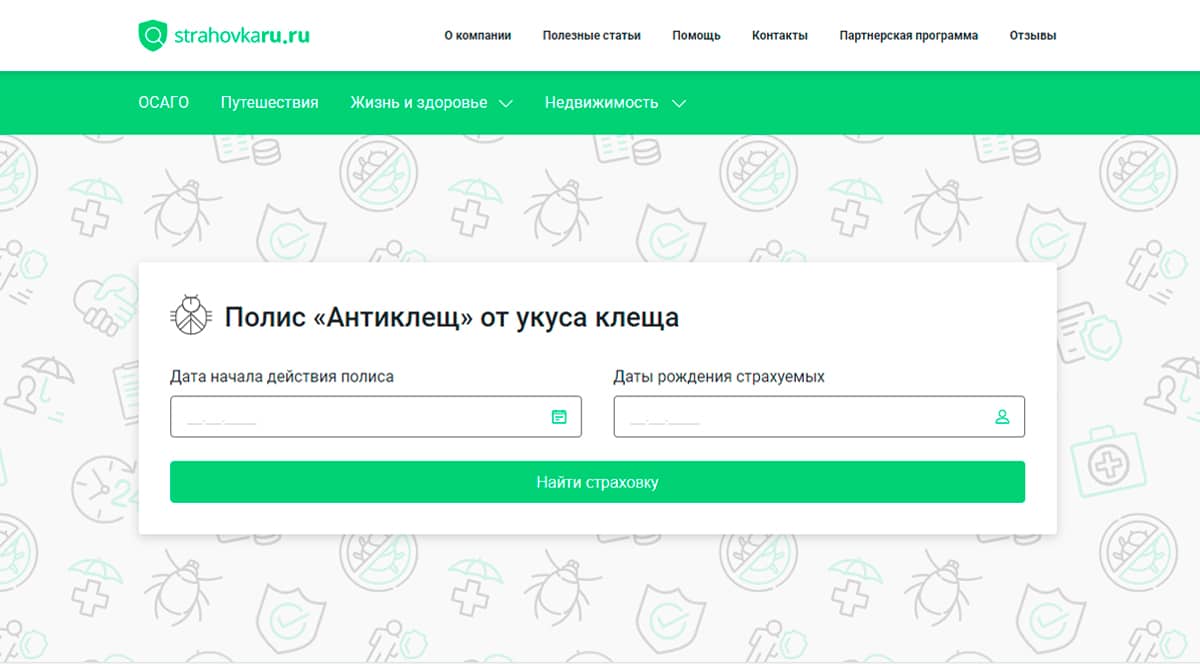 strahovkaru.ru
О компании Полезные статьи Помощь Контакты Партнерская программа Отзывы
ОСАГО Путешествия Жизнь и здоровье Недвижимость
Полис «Антиклещ» от укуса клеща
Дата начала действия полиса Даты рождения страхуемых
__.__.____ __.__.____
Найти страховку
24